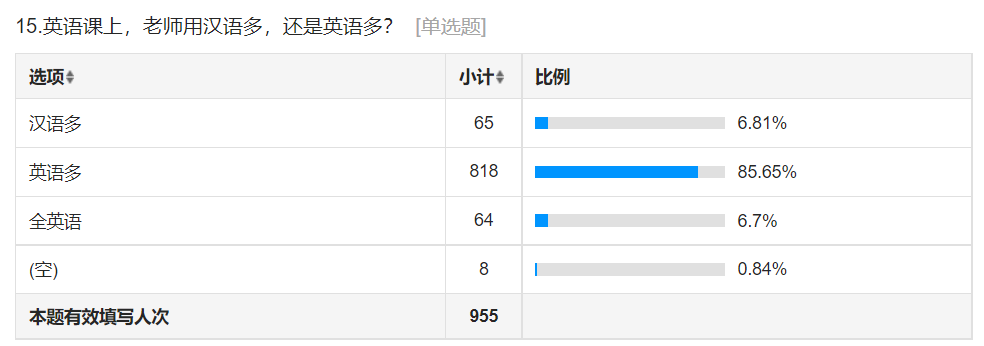 15.英语课上，老师用汉语多，还是英语多？ [单选题]
选项 小计 比例
汉语多 65 6.81%
英语多 818 85.65%
全英语 64 6.7%
(空) 8 0.84%
本题有效填写人次 955